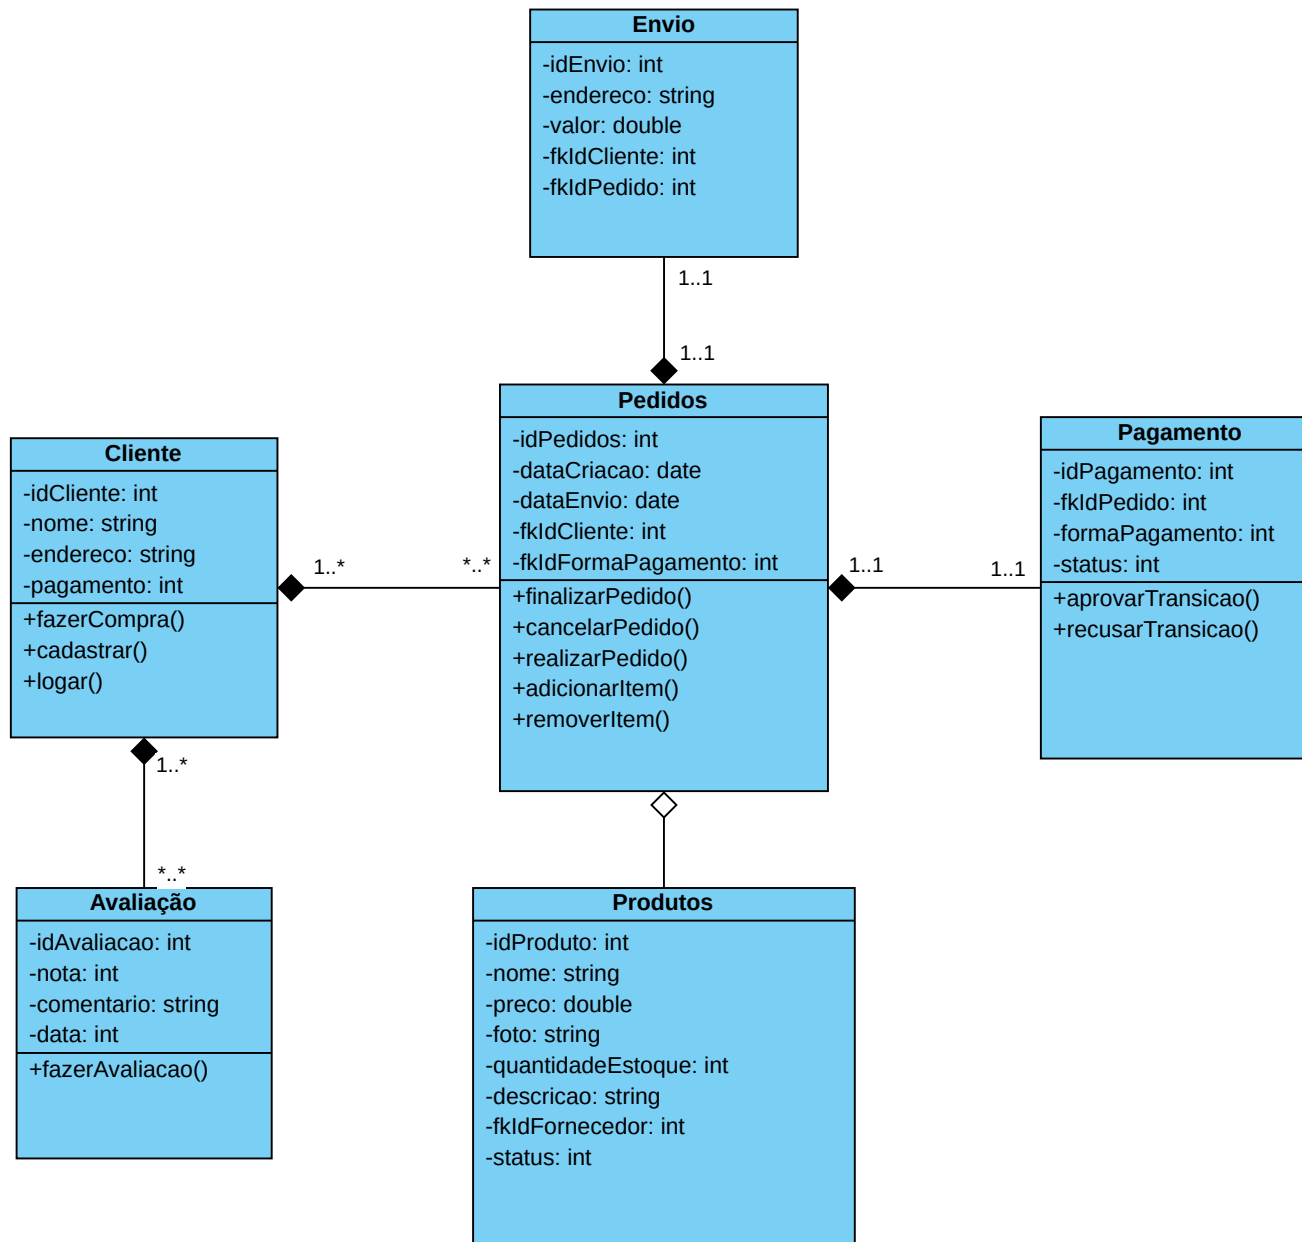 Envio
-idEnvio: int
-endereco: string
-valor: double
-fkIdCliente: int
-fkIdPedido: int
1..1
1..1
Pedidos
-idPedidos: int
-dataCriacao: date
-dataEnvio: date
-fkIdCliente: int
-fkIdFormaPagamento: int
+finalizarPedido()
+cancelarPedido()
+realizarPedido()
+adicionarItem()
+removerItem()
Cliente
-idCliente: int
-nome: string
-endereco: string
-pagamento: int
+fazerCompra()
+cadastrar()
+logar()
1..*
*..*
1..1
1..1
Pagamento
-idPagamento: int
-fkIdPedido: int
-formaPagamento: int
-status: int
+aprovarTransicao()
+recusarTransicao()
1..*
*..*
Avaliação
-idAvaliacao: int
-nota: int
-comentario: string
-data: int
+fazerAvaliacao()
Produtos
-idProduto: int
-nome: string
-preco: double
-foto: string
-quantidadeEstoque: int
-descricao: string
-fkIdFornecedor: int
-status: int